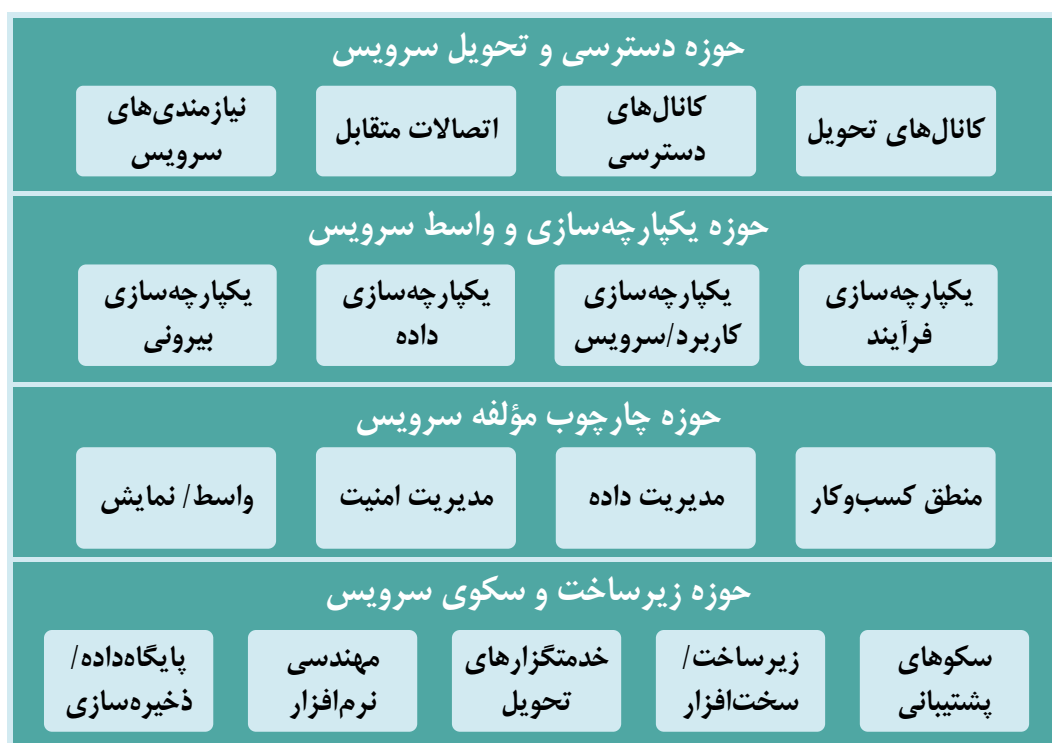 حوزه دسترسی و تحویل سرویس
کانال‌های تحویل
کانال‌های
دسترسی
اتصالات متقابل
نیازمندی‌های
سرویس
حوزه یکپارچه‌سازی و واسط سرویس
یکپارچه‌سازی
فرآیند
یکپارچه‌سازی
کاربرد/سرویس
یکپارچه‌سازی
داده
یکپارچه‌سازی
بیرونی
حوزه چارچوب مؤلفه سرویس
منطق کسب‌وکار
مدیریت داده
مدیریت امنیت
واسط/ نمایش
حوزه زیرساخت و سکوی سرویس
سکوهای
پشتیبانی
زیرساخت/
سخت‌افزار
خدمتگزارهای
تحویل
مهندسی
نرم‌افزار
پایگاه‌داده/
ذخیره‌سازی